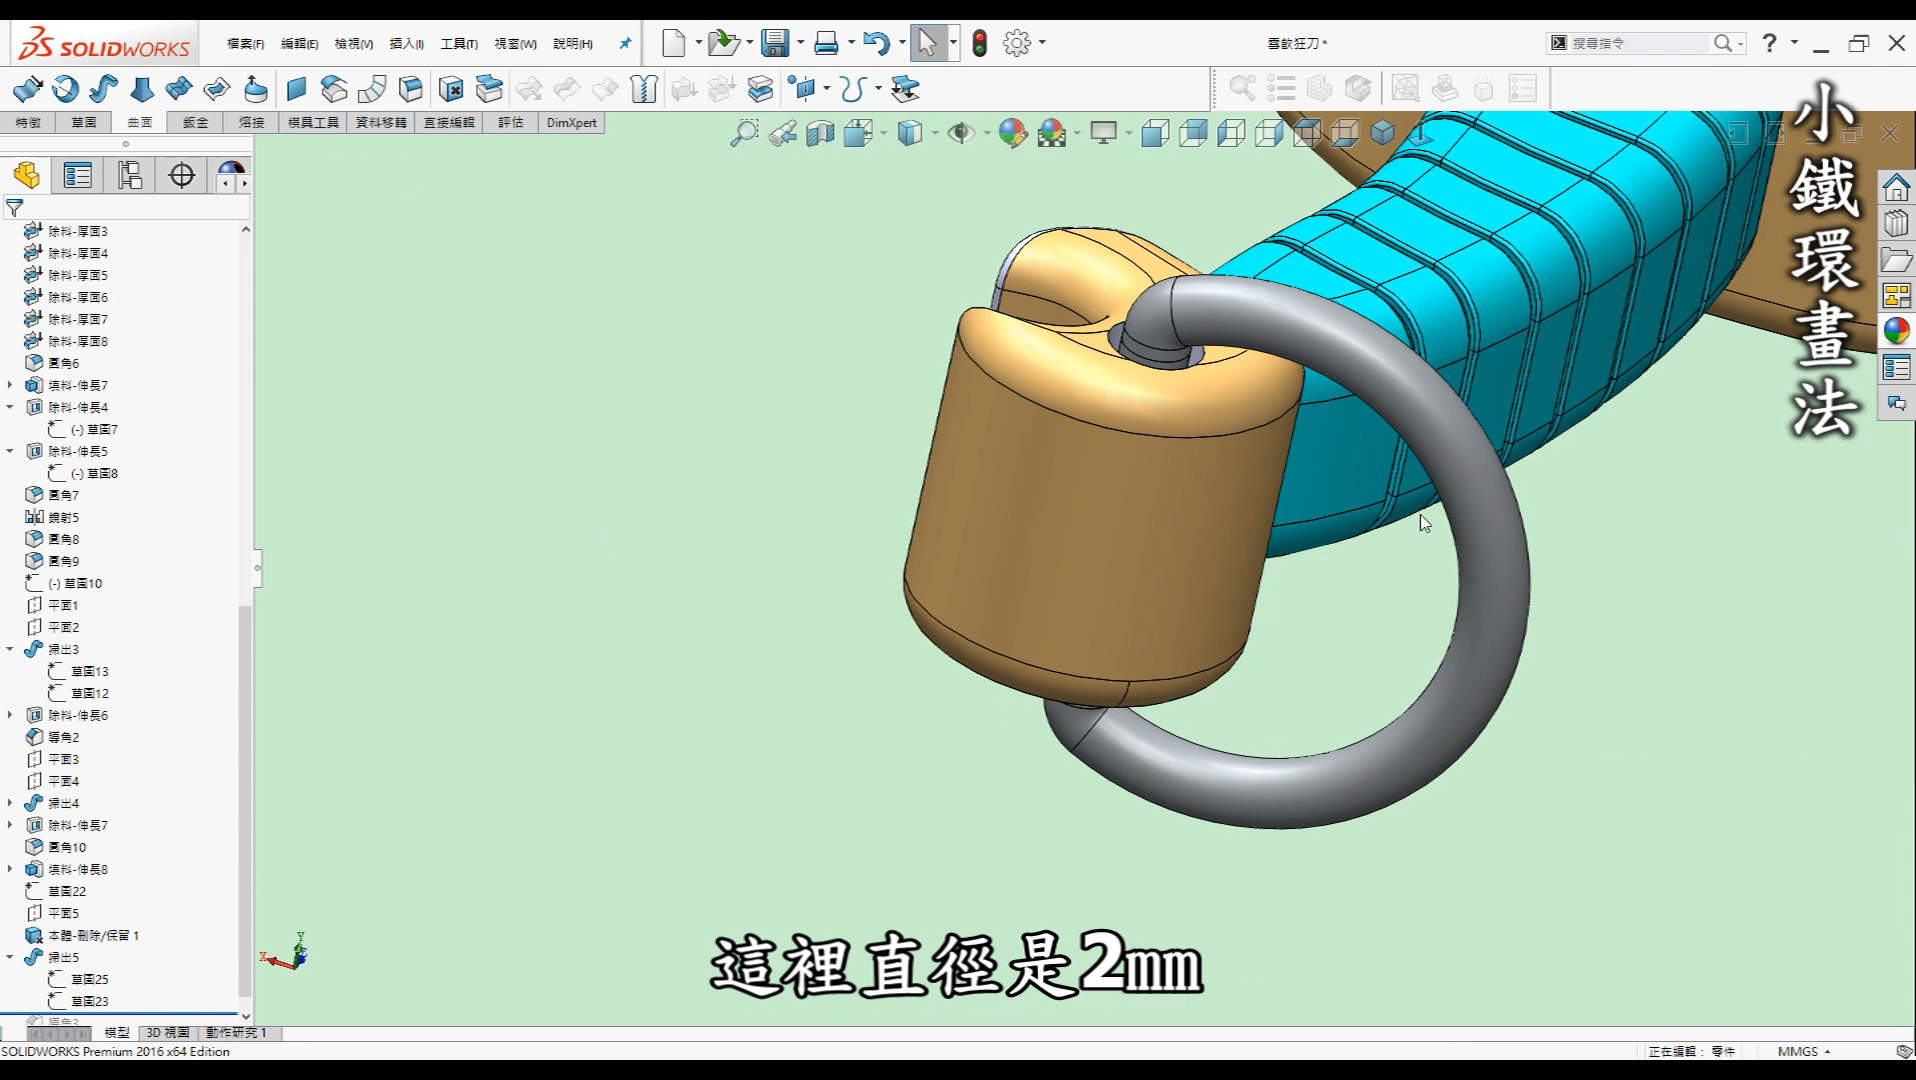 SOLIDWORKS
檔案(F)
編輯(E)
檢視(V)
插入(I)
工具(T)
視窗(W)
說明(H)
雪飲狂刀 *
搜尋指令
特徵
草圖
曲面
鈑金
熔接
模具工具
資料移轉
直接編輯
評估
DimXpert
除料-厚面3
除料-厚面4
除料-厚面5
除料-厚面6
除料-厚面7
除料-厚面8
圓角6
填料-伸長7
除料-伸長4
(-) 草圖7
除料-伸長5
(-) 草圖8
圓角7
鏡射5
圓角8
圓角9
(-) 草圖10
平面1
平面2
掃出3
草圖13
草圖12
除料-伸長6
導角2
平面3
平面4
掃出4
除料-伸長7
圓角10
填料-伸長8
草圖22
平面5
本體-刪除/保留 1
掃出5
草圖25
草圖23
導角3
小鐵環畫法
這裡直徑是2mm
Y
X
Z
模型
3D 視圖
動作研究 1
SOLIDWORKS Premium 2016 x64 Edition
正在編輯： 零件
MMGS